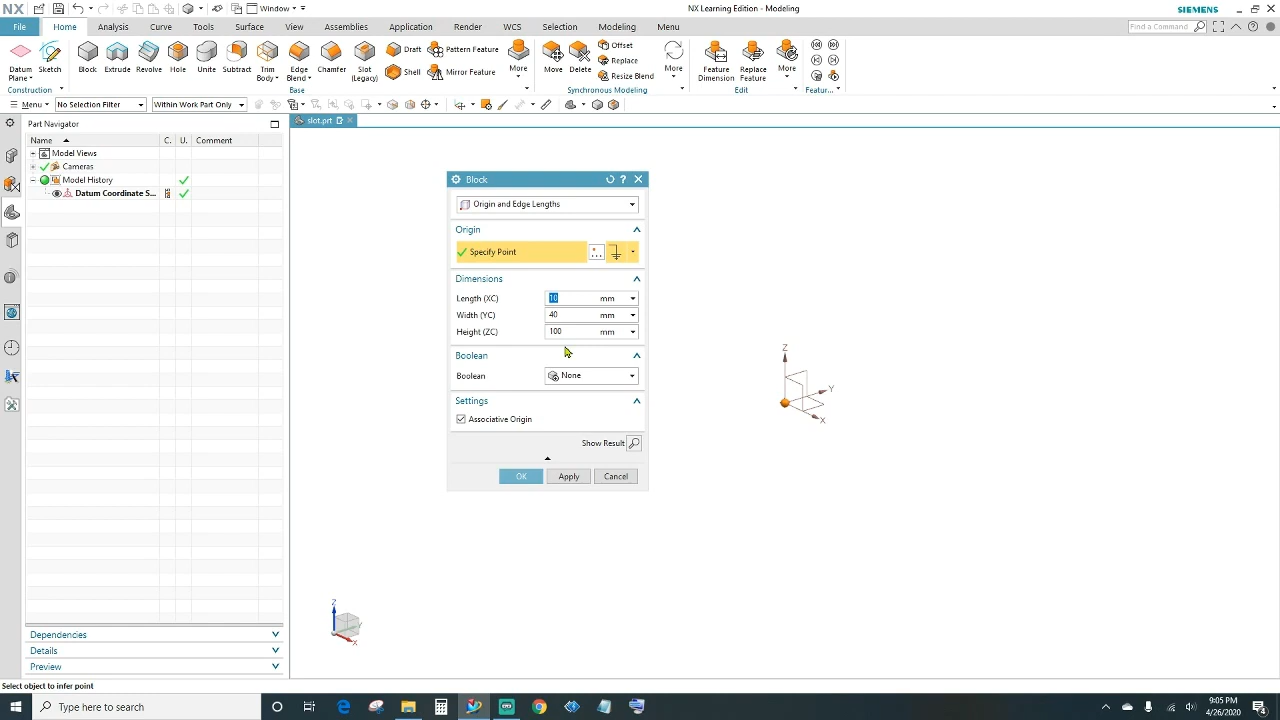 NX
Window
NX Learning Edition - Modeling
SIEMENS
File
Home
Analysis
Curve
Tools
Surface
View
Assemblies
Application
Render
WCS
Selection
Modeling
Menu
Find a Command
Datum Plane
Sketch
Block
Extrude
Revolve
Hole
Unite
Subtract
Trim Body
Edge Blend
Chamfer
Slot (Legacy)
Draft
Shell
Pattern Feature
Mirror Feature
More
Move
Delete
Offset
Replace
Resize Blend
More
Feature Dimension
Replace Feature
More
Construction
Base
Synchronous Modeling
Edit
Featur...
Menu
No Selection Filter
Within Work Part Only
Part Navigator
slot.prt
Name
C.
U.
Comment
Model Views
Cameras
Model History
Datum Coordinate S...
Block
Origin and Edge Lengths
Origin
Specify Point
Dimensions
Length (XC) 10 mm
Width (YC) 40 mm
Height (ZC) 100 mm
Boolean
Boolean None
Settings
Associative Origin
Show Result
OK
Apply
Cancel
Z
Y
X
Z
Y
X
Dependencies
Details
Preview
Select object to infer point
Type here to search
9:05 PM
4/26/2020